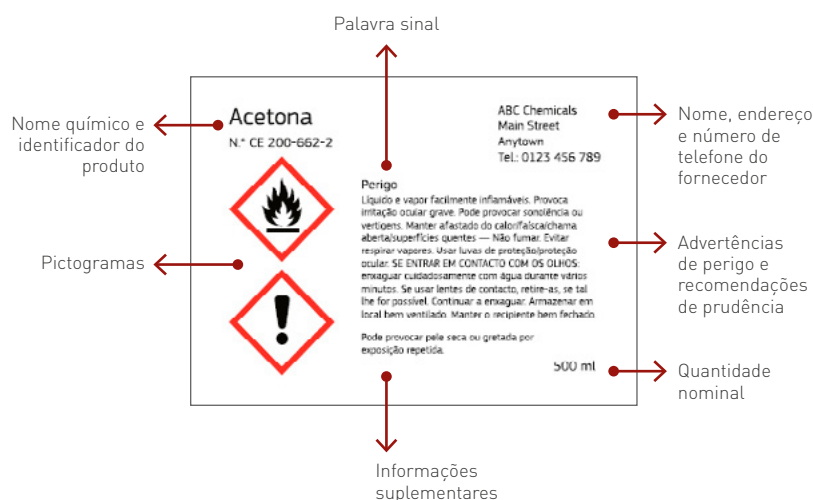 Palavra sinal
Nome químico e
identificador do
produto
Acetona
N.º CE 200-662-2
ABC Chemicals
Main Street
Anytown
Tel.: 0123 456 789
Nome, endereço
e número de
telefone do
fornecedor
Pictogramas
Perigo
Líquido e vapor facilmente inflamáveis. Provoca
irritação ocular grave. Pode provocar sonolência ou
vertigens. Manter afastado do calor/faísca/chama
aberta/superfícies quentes — Não fumar. Evitar
respirar vapores. Usar luvas de proteção/proteção
ocular. SE ENTRAR EM CONTACTO COM OS OLHOS:
enxaguar cuidadosamente com água durante vários
minutos. Se usar lentes de contacto, retire-as, se tal
lhe for possível. Continuar a enxaguar. Armazenar em
local bem ventilado. Manter o recipiente bem fechado
Pode provocar pele seca ou gretada por
exposição repetida.
500 ml
Advertências
de perigo e
recomendações
de prudência
Quantidade
nominal
Informações
suplementares